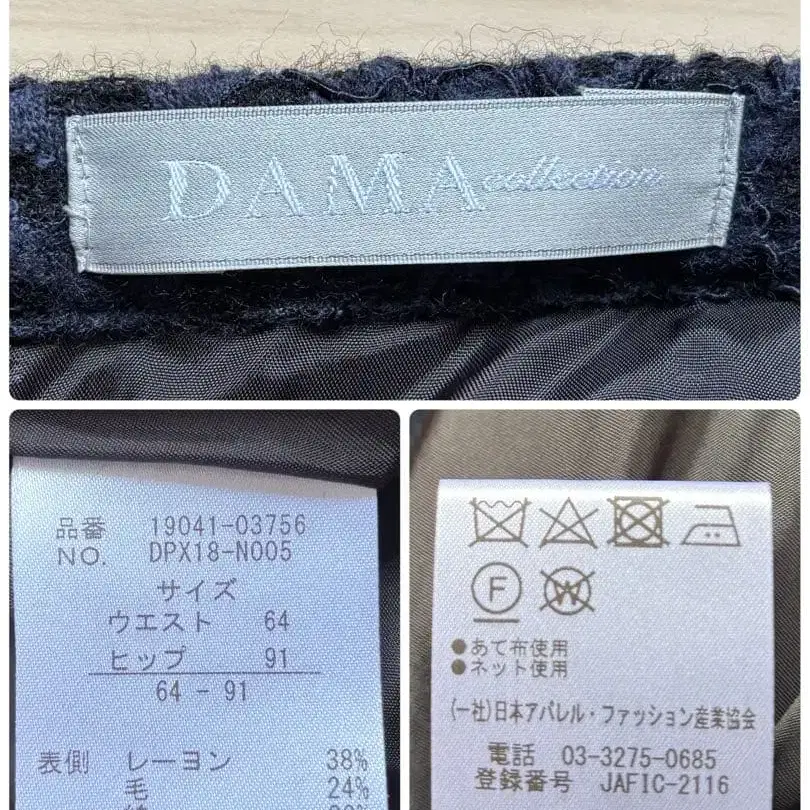 DAMA collection
品番 19041-03756
NO. DPX18-N005
サイズ
ウエスト 64
ヒップ 91
64 - 91
表側 レーヨン 38%
毛 24%
F W
●あて布使用
●ネット使用
(一社)日本アパレル・ファッション産業協会
電話 03-3275-0685
登録番号 JAFIC-2116